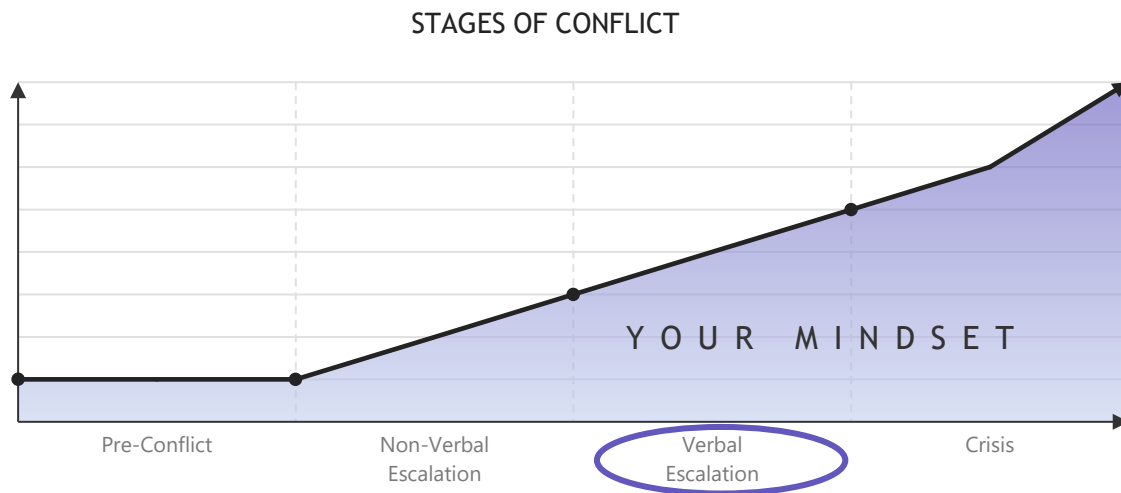 STAGES OF CONFLICT
YOUR MINDSET
Pre-Conflict
Non-Verbal
Escalation
Verbal
Escalation
Crisis